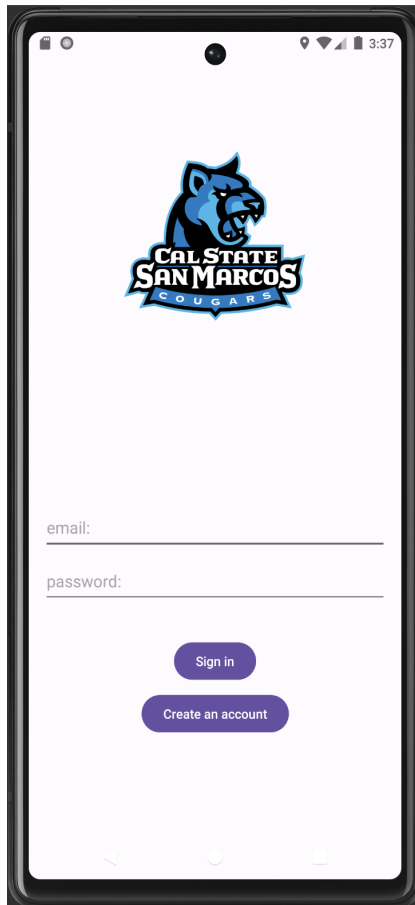 3:37
CAL STATE
SAN MARCOS
COUGARS
email:
password:
Sign in
Create an account